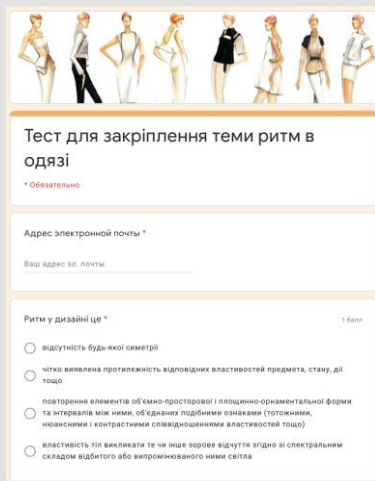 Тест для закріплення теми ритм в
одязі
* Обязательно
Адрес электронной почты *
Ваш адрес эл. почты
Ритм у дизайні це *
1 балл
відсутність будь-якої симетрії
чітко виявлена протилежність відповідних властивостей предмета, стану, дії
тощо
повторення елементів об'ємно-просторової і площинно-орнаментальної форми
та інтервалів між ними, об'єднаних подібними ознаками (тотожними,
нюансними і контрастними співвідношеннями властивостей тощо)
властивість тіл викликати те чи інше зорове відчуття згідно зі спектральним
складом відбитого або випромінюваного ними світла